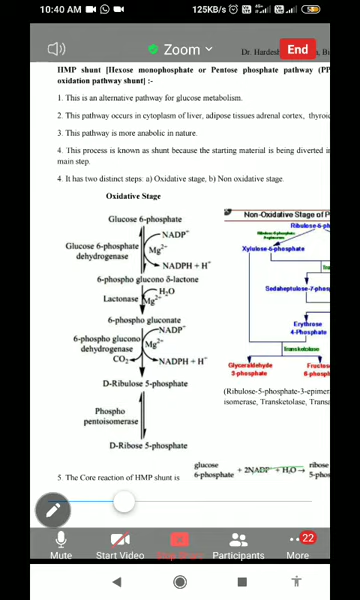 10:40 AM
125KB/s
Zoom
Dr. Hardesh
End
HMP shunt [Hexose monophosphate or Pentose phosphate pathway (PP
oxidation pathway shunt] :-
1. This is an alternative pathway for glucose metabolism.
2. This pathway occurs in cytoplasm of liver, adipose tissues adrenal cortex, thyroi
3. This pathway is more anabolic in nature.
4. This process is known as shunt because the starting material is being diverted in
main step.
4. It has two distinct steps: a) Oxidative stage, b) Non oxidative stage.
Oxidative Stage
Glucose 6-phosphate
Glucose 6-phosphate
dehydrogenase
NADP+
Mg2+
NADPH + H+
6-phospho glucono δ-lactone
Lactonase
H2O
Mg2+
6-phospho gluconate
6-phospho glucono
dehydrogenase
NADP+
Mg2+
CO2
NADPH + H+
D-Ribulose 5-phosphate
Phospho
pentoisomerase
D-Ribose 5-phosphate
Non-Oxidative Stage of P
Ribulose-5-ph
Xylulose-5-phosphate
Sedaheptulose-7-phos
Erythrose
4-Phosphate
Transketolase
Glyceraldehyde
3-phosphate
Fructos
6-phosp
(Ribulose-5-phosphate-3-epimer
isomerase, Transketolase, Transa
5 The Core reaction of HMP shunt is
glucose
6-phosphate
+ 2NADP+ + H2O →
ribose
5-phos
22
Mute
Start Video
Stop Share
Participants
More